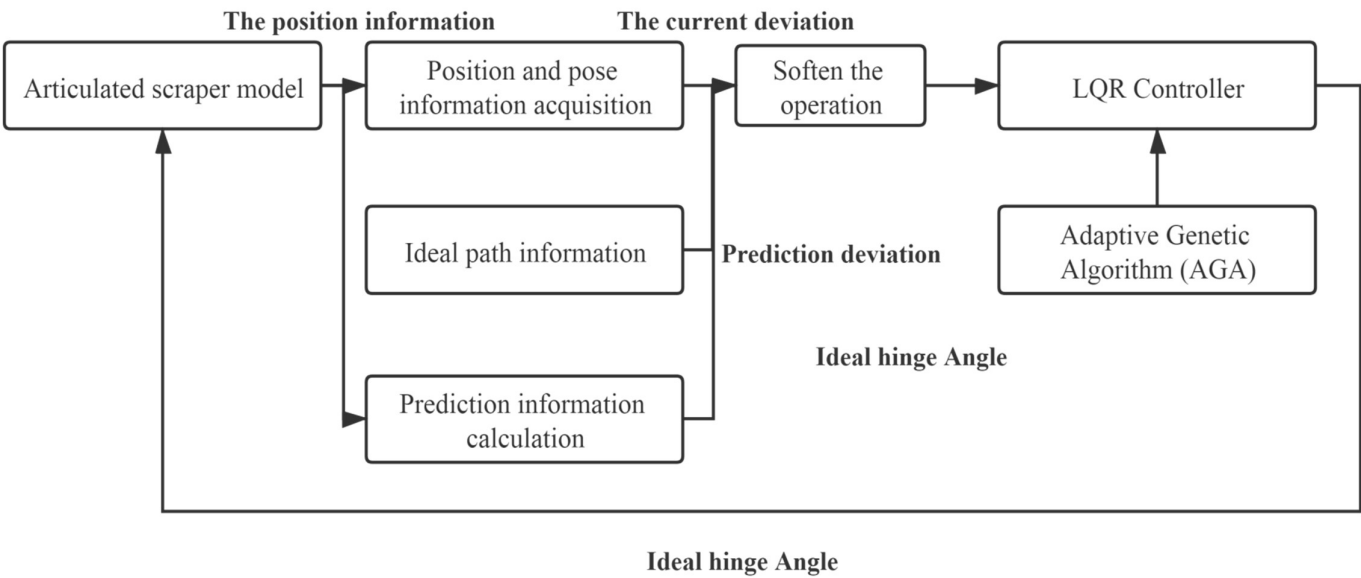 The position information
The current deviation
Articulated scraper model
Position and pose
information acquisition
Soften the
operation
LQR Controller
Ideal path information
Prediction deviation
Adaptive Genetic
Algorithm (AGA)
Ideal hinge Angle
Prediction information
calculation
Ideal hinge Angle